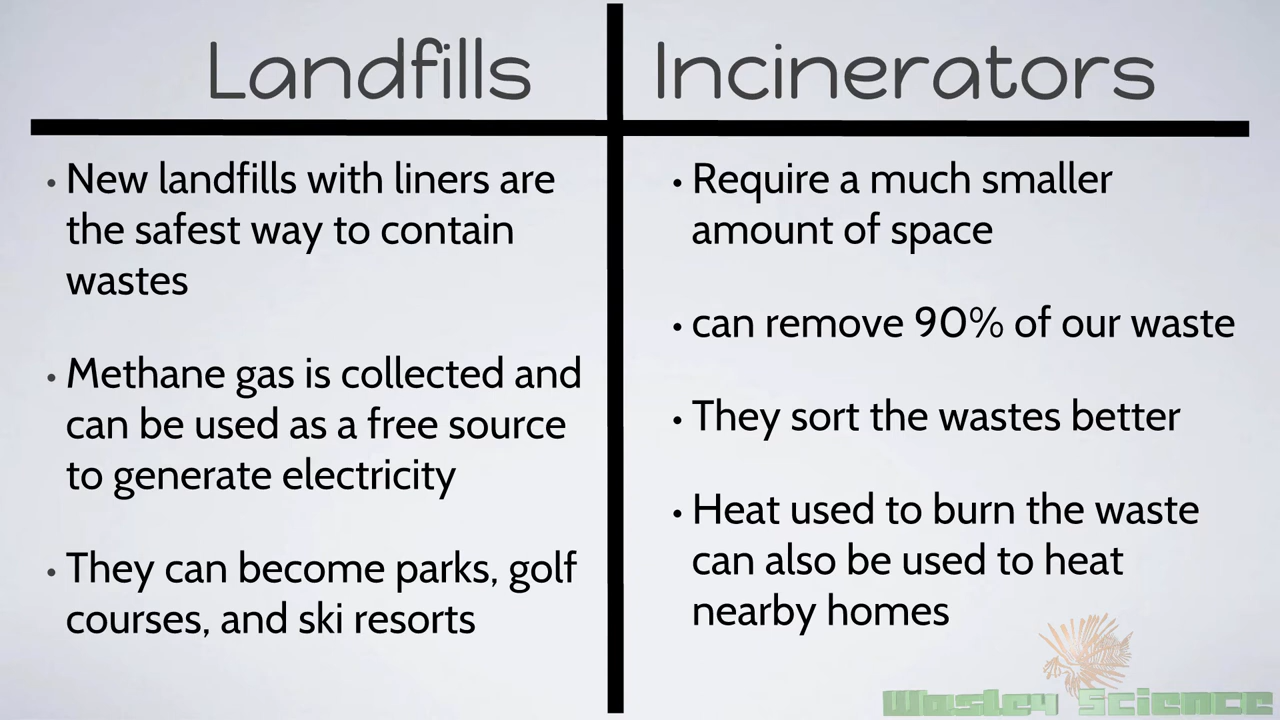 Landfills
• New landfills with liners are
the safest way to contain
wastes
• Methane gas is collected and
can be used as a free source
to generate electricity
• They can become parks, golf
courses, and ski resorts
Incinerators
• Require a much smaller
amount of space
• can remove 90% of our waste
• They sort the wastes better
• Heat used to burn the waste
can also be used to heat
nearby homes
Wasley Science